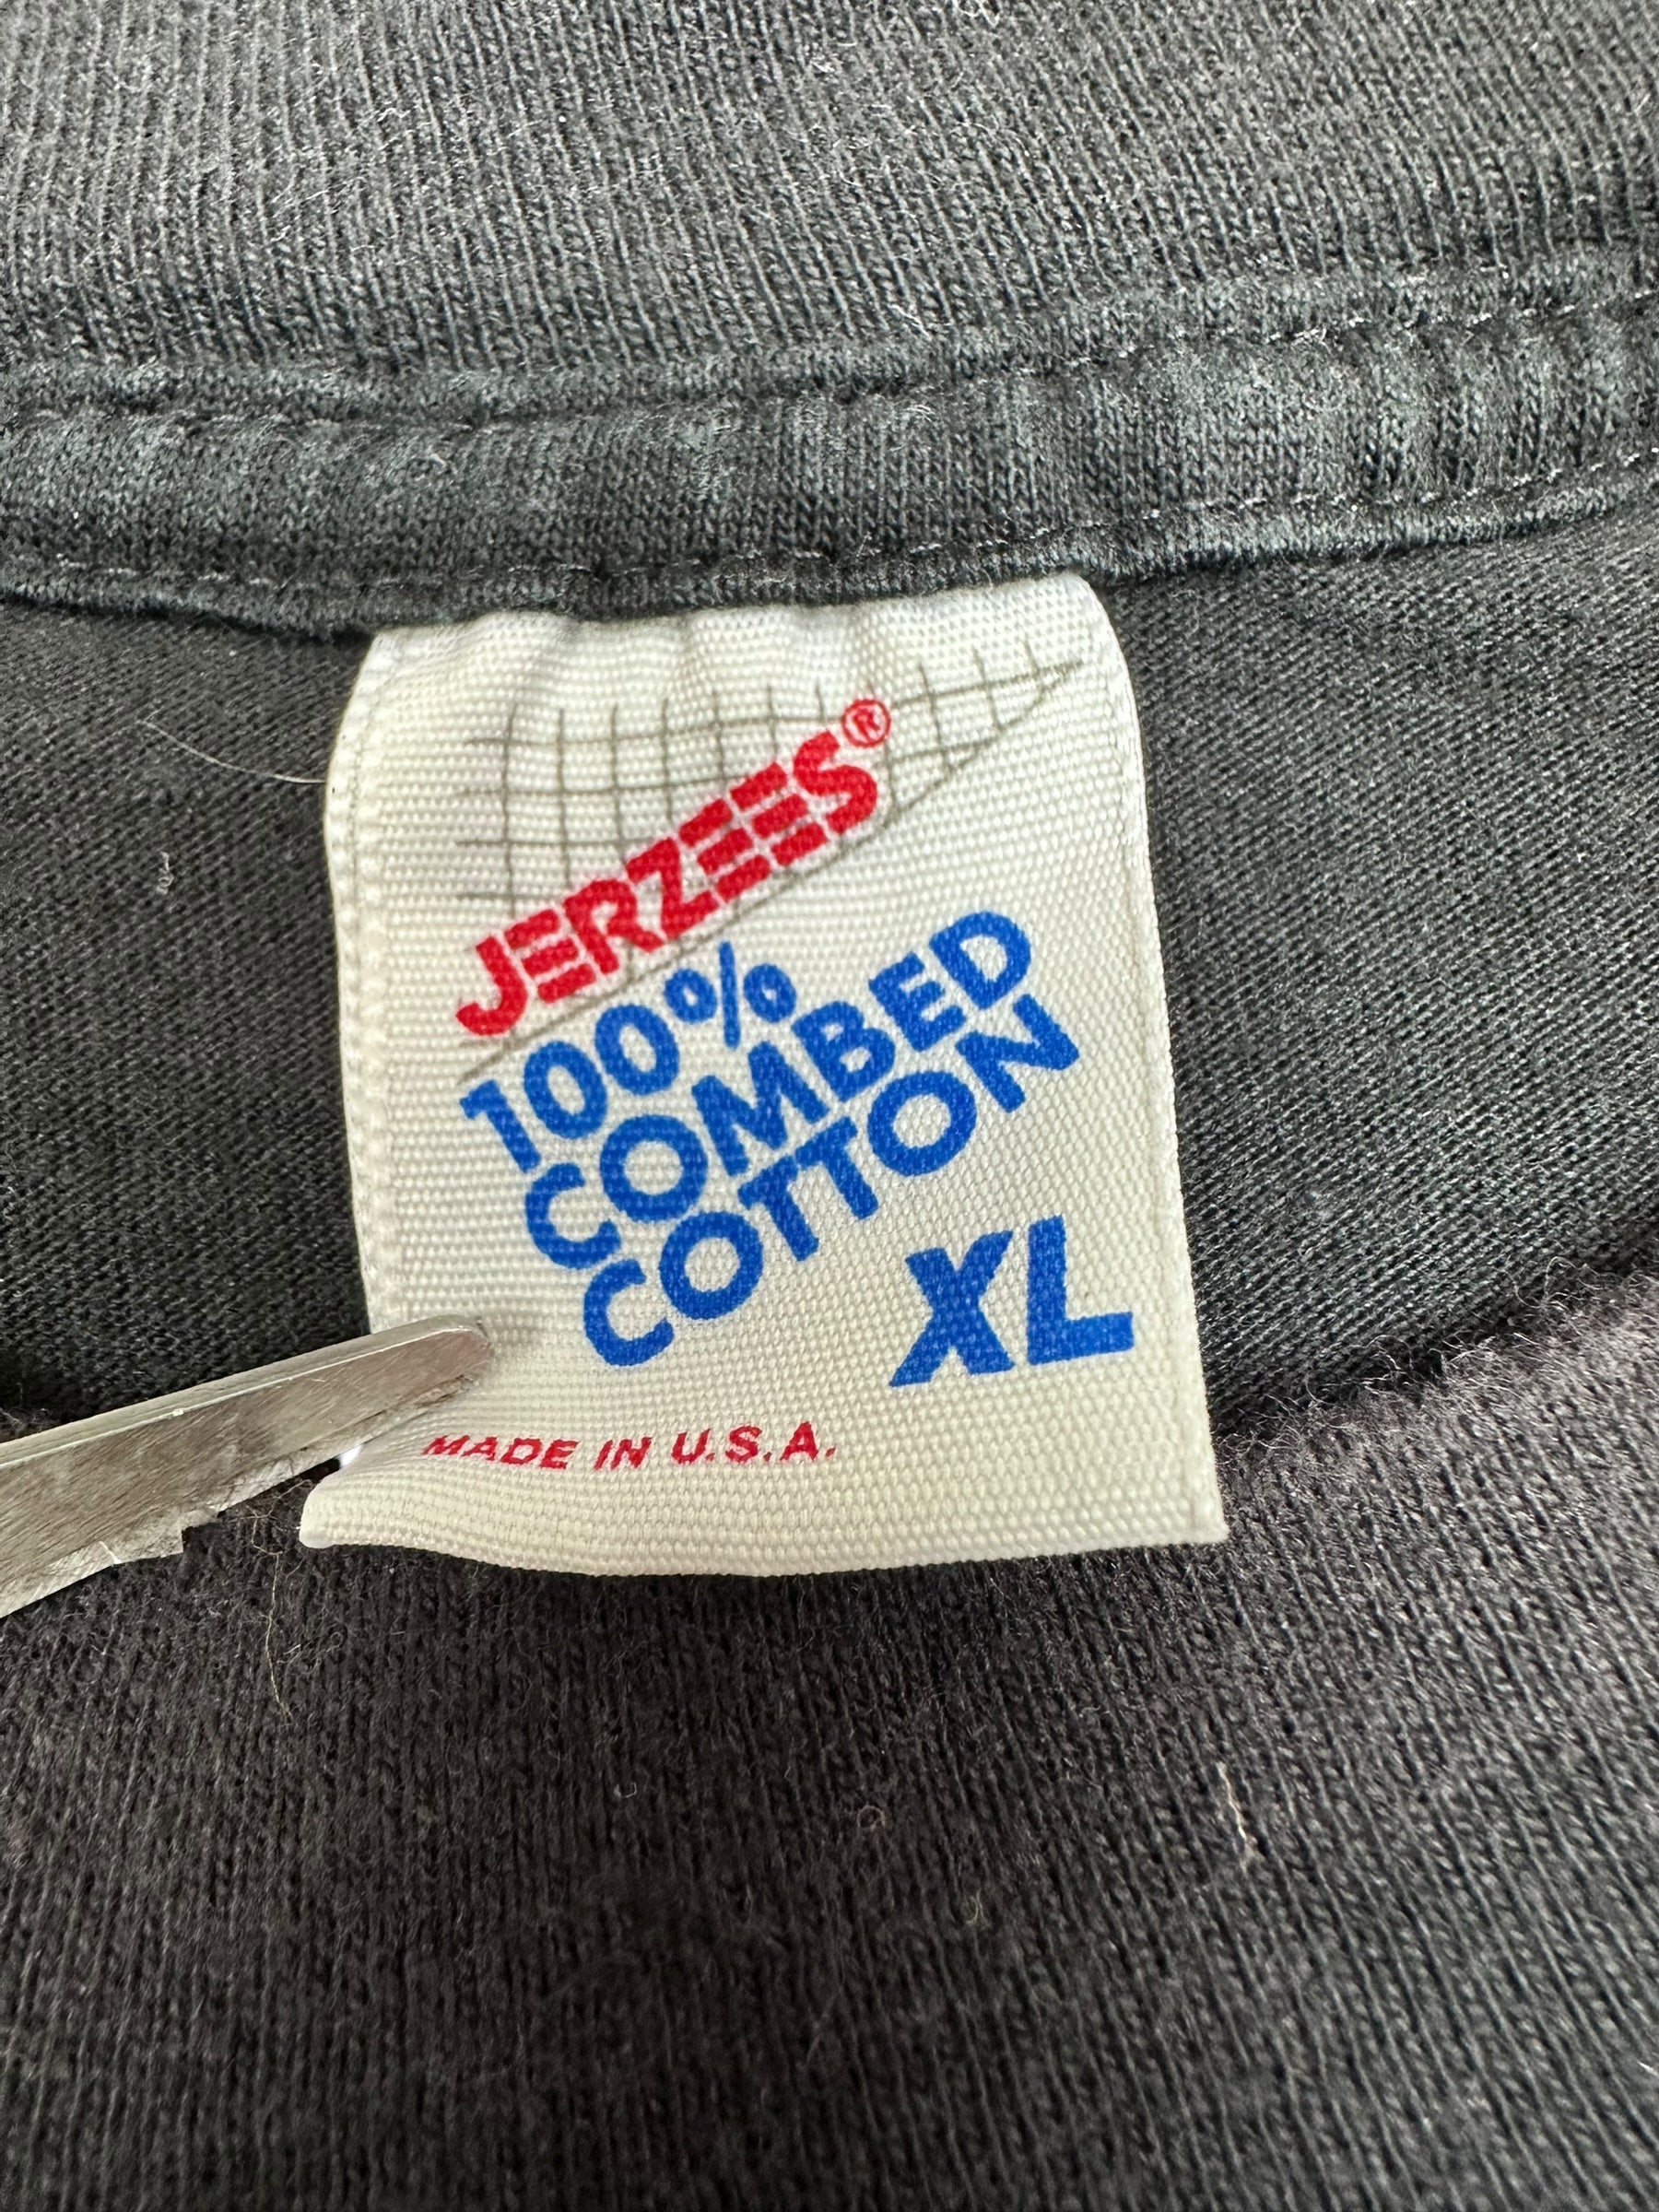 JERZEES®
100%
COMBED
COTTON
XL
MADE IN U.S.A.